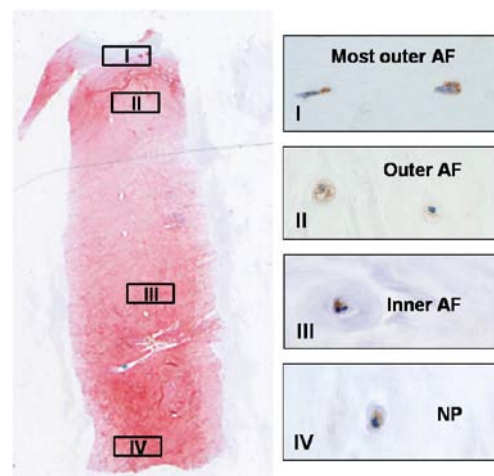 I
II
III
IV
Most outer AF
I
Outer AF
II
Inner AF
III
NP
IV